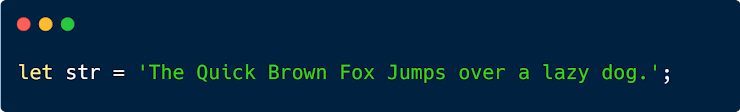 let str = 'The Quick Brown Fox Jumps over a lazy dog.';